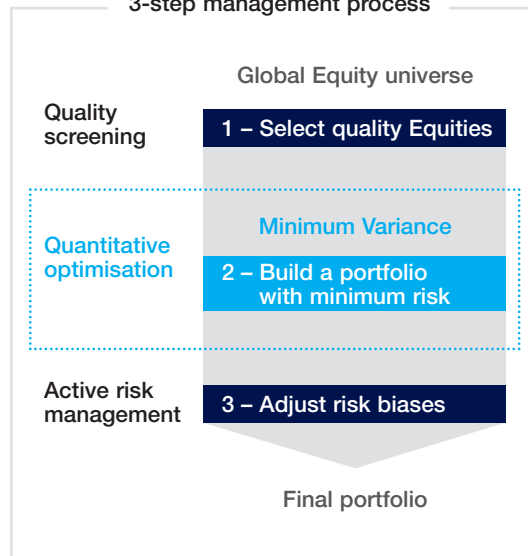 3-step management process
Global Equity universe
Quality
screening
1 – Select quality Equities
Minimum Variance
Quantitative
optimisation
2 – Build a portfolio
with minimum risk
Active risk
management
3 – Adjust risk biases
Final portfolio